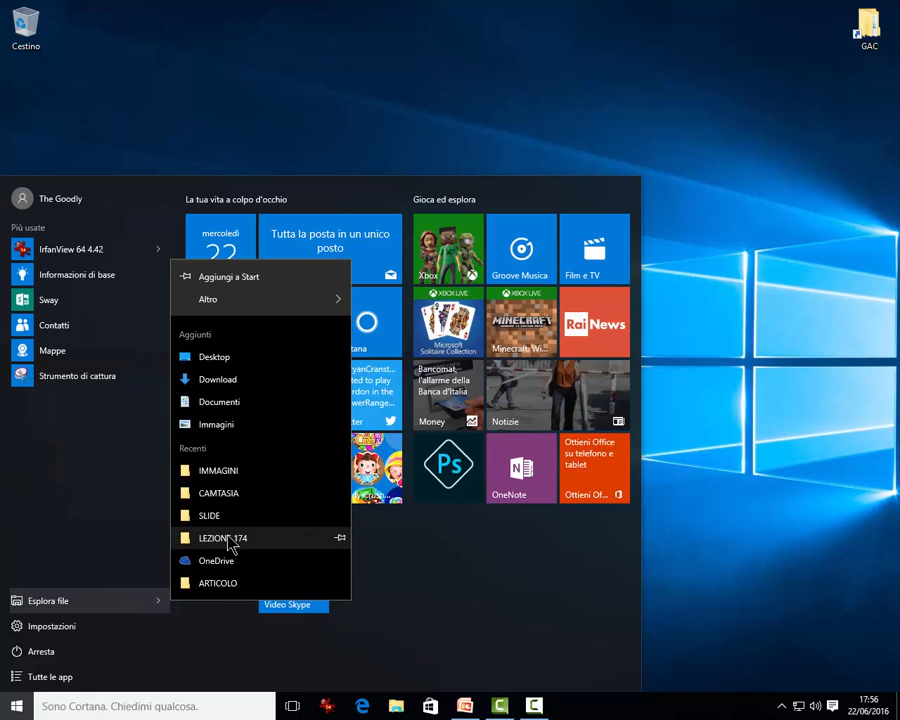 Cestino
GAC
The Goodly
Più usate
IrfanView 64 4.42
Informazioni di base
Sway
Contatti
Mappe
Strumento di cattura
Esplora file
Impostazioni
Arresta
Tutte le app
La tua vita a colpo d'occhio
mercoledì
22
Tutta la posta in un unico
posto
Gioca ed esplora
Xbox
Groove Musica
Film e TV
XBOX LIVE
Microsoft
Solitaire Collection
XBOX LIVE
MINECRAFT
Minecraft: Wi...
Rai News
Bancomat,
l'allarme della
Banca d'Italia
Money
Notizie
Ps
OneNote
Ottieni Office
su telefono e
tablet
Ottieni Of...
Video Skype
Aggiungi a Start
Altro
Aggiunti
Desktop
Download
Documenti
Immagini
Recenti
IMMAGINI
CAMTASIA
SLIDE
LEZIONE 174
OneDrive
ARTICOLO
Sono Cortana. Chiedimi qualcosa.
17:56
22/06/2016